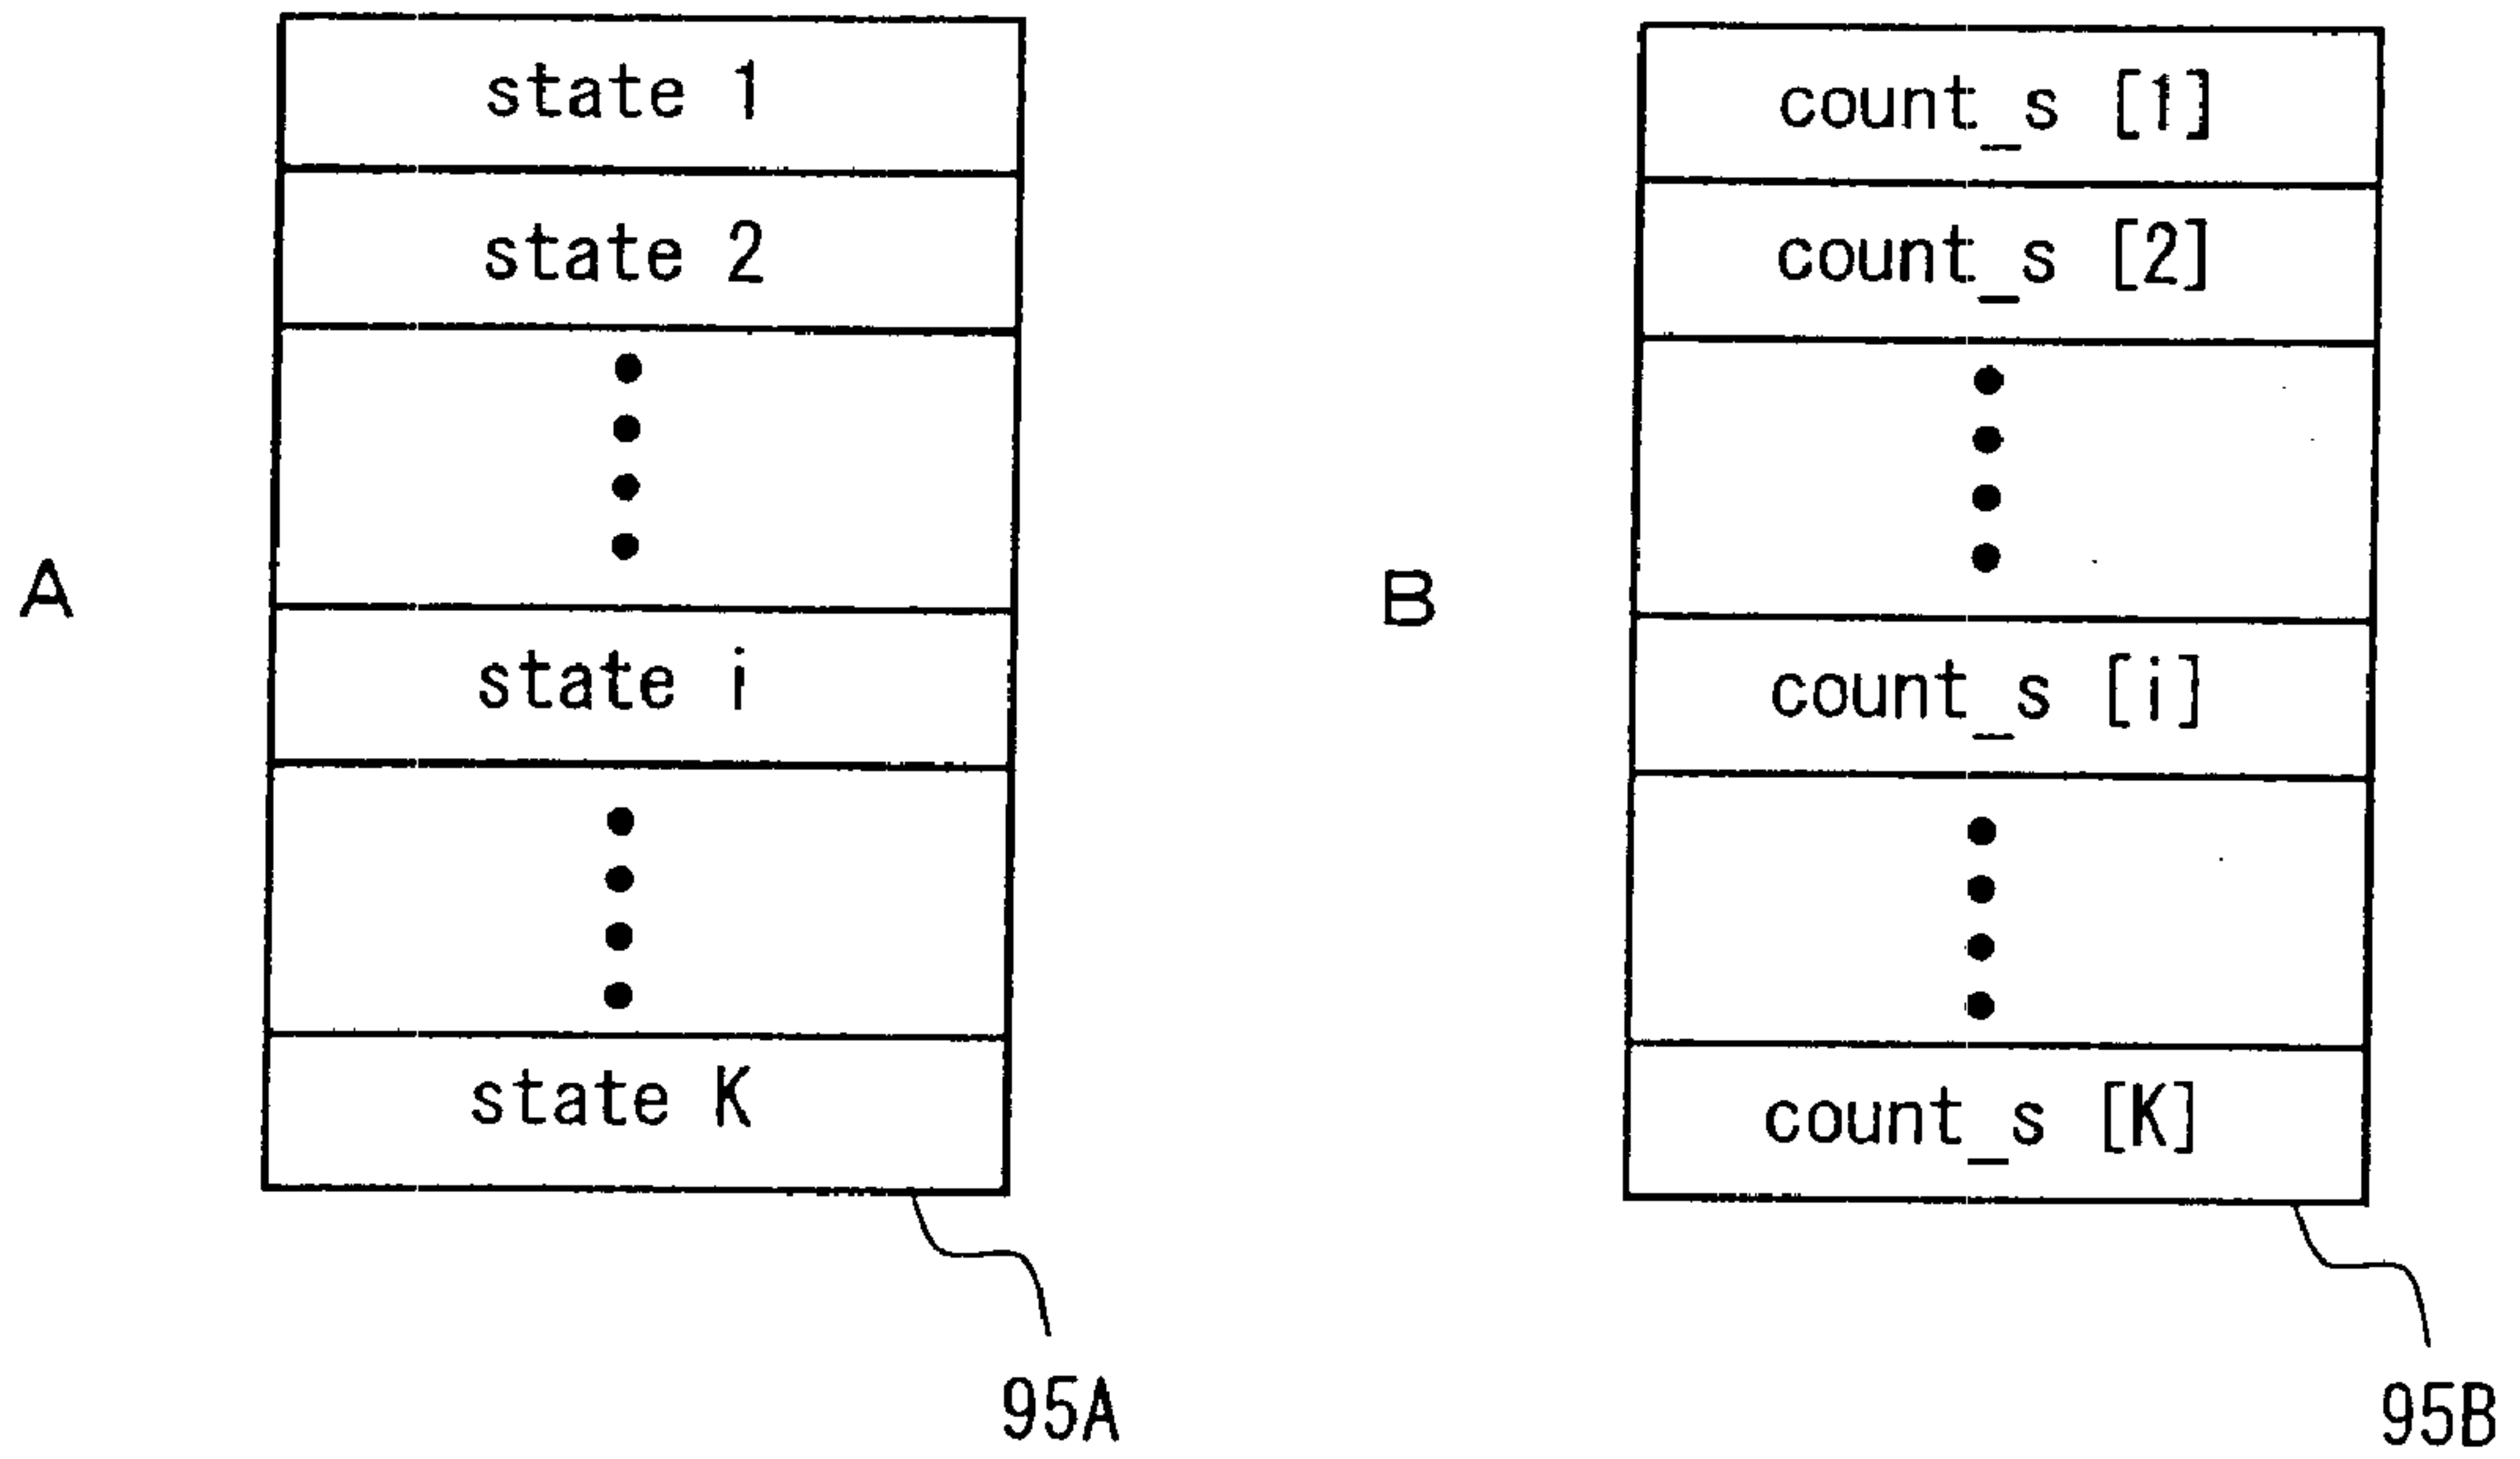 A
state 1
state 2
state i
state K
95A
B
count_s [1]
count_s [2]
count_s [i]
count_s [K]
95B